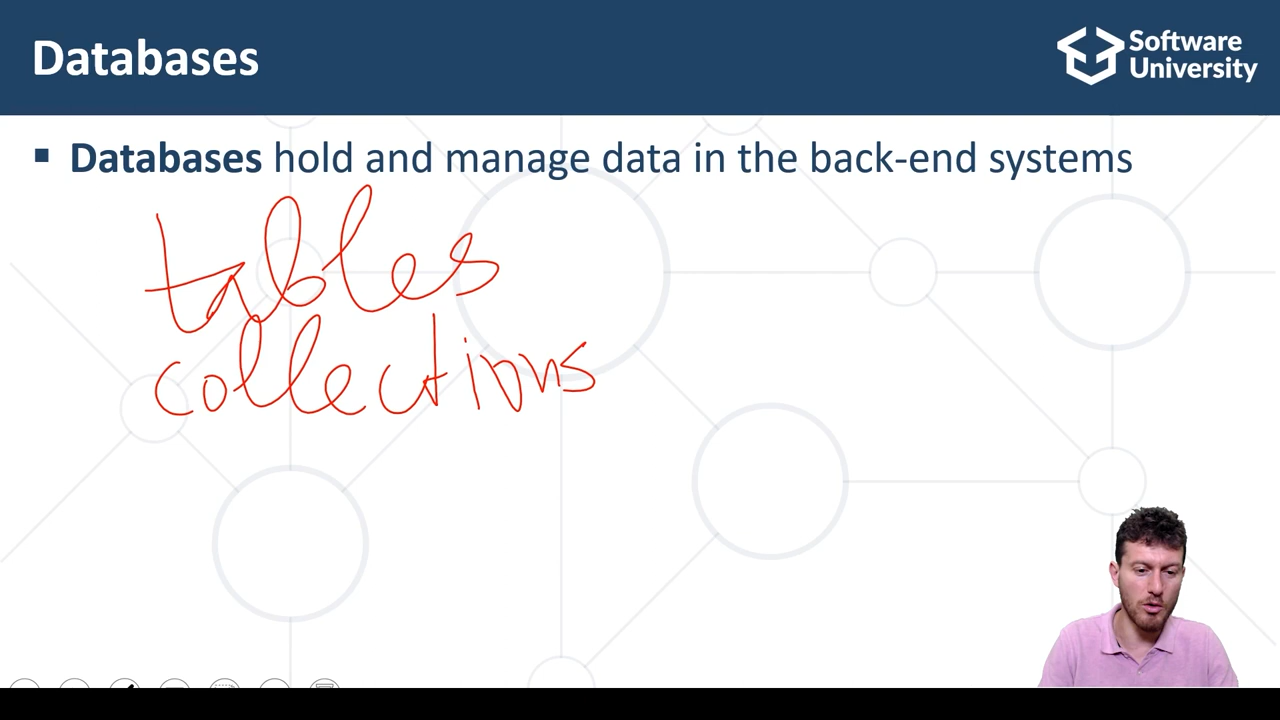 Databases
Software
University
▪ Databases hold and manage data in the back-end systems
tables
collections